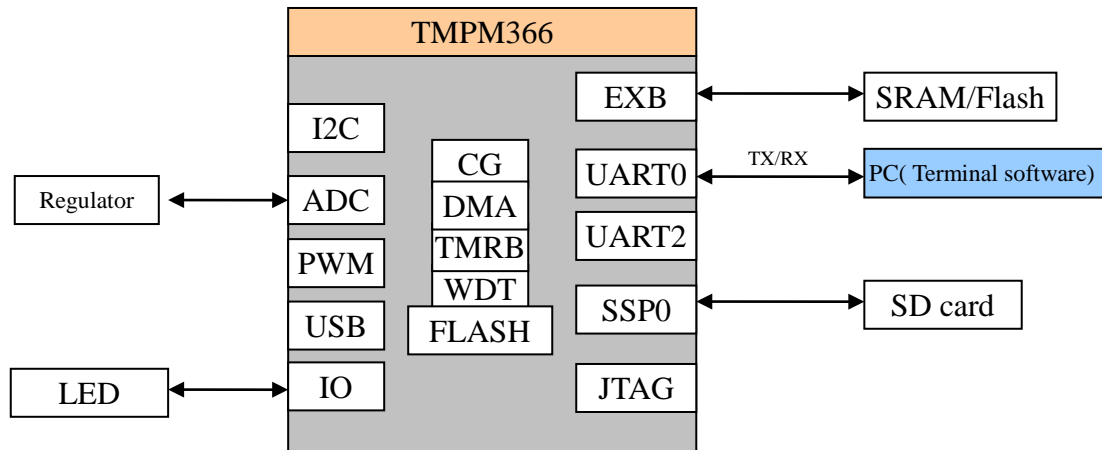 TMPM366
EXB
SRAM/Flash
I2C
CG
UART0
TX/RX
PC( Terminal software)
Regulator
ADC
DMA
UART2
PWM
TMRB
WDT
SSP0
SD card
USB
FLASH
LED
IO
JTAG